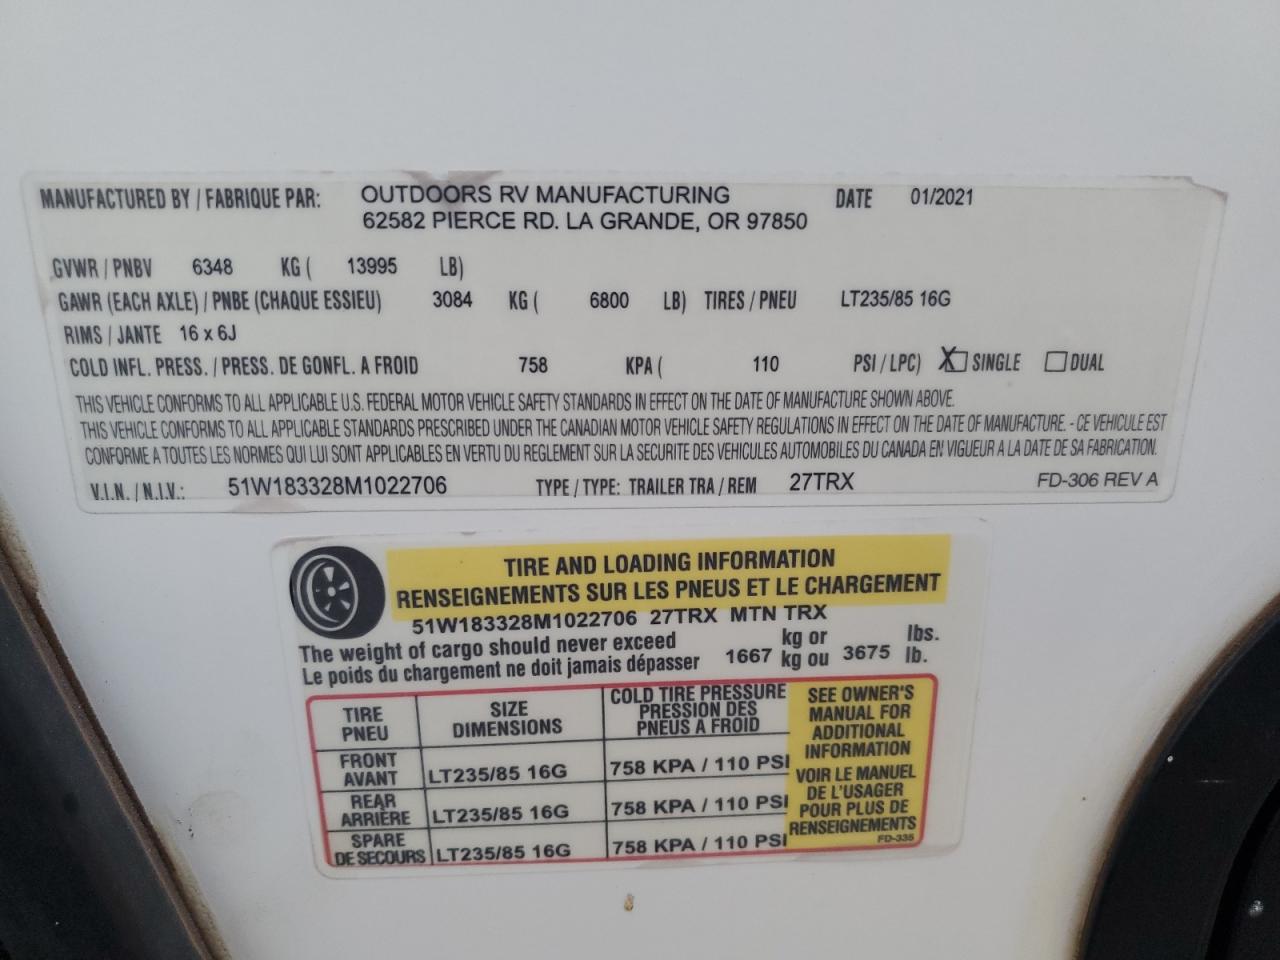 MANUFACTURED BY / FABRIQUE PAR: OUTDOORS RV MANUFACTURING DATE 01/2021
62582 PIERCE RD. LA GRANDE, OR 97850
GVWR / PNBV 6348 KG ( 13995 LB)
GAWR (EACH AXLE) / PNBE (CHAQUE ESSIEU) 3084 KG ( 6800 LB) TIRES / PNEU LT235/85 16G
RIMS / JANTE 16 x 6J
COLD INFL. PRESS. / PRESS. DE GONFL. A FROID 758 KPA ( 110 PSI / LPC) X☐ SINGLE ☐ DUAL
THIS VEHICLE CONFORMS TO ALL APPLICABLE U.S. FEDERAL MOTOR VEHICLE SAFETY STANDARDS IN EFFECT ON THE DATE OF MANUFACTURE SHOWN ABOVE.
THIS VEHICLE CONFORMS TO ALL APPLICABLE STANDARDS PRESCRIBED UNDER THE CANADIAN MOTOR VEHICLE SAFETY REGULATIONS IN EFFECT ON THE DATE OF MANUFACTURE. - CE VEHICULE EST
CONFORME A TOUTES LES NORMES QUI LUI SONT APPLICABLES EN VERTU DU REGLEMENT SUR LA SECURITE DES VEHICULES AUTOMOBILES DU CANADA EN VIGUEUR A LA DATE DE SA FABRICATION.
V.I.N. / N.I.V.: 51W183328M1022706 TYPE / TYPE: TRAILER TRA / REM 27TRX FD-306 REV A
TIRE AND LOADING INFORMATION
RENSEIGNEMENTS SUR LES PNEUS ET LE CHARGEMENT
51W183328M1022706 27TRX MTN TRX
The weight of cargo should never exceed kg or lbs.
Le poids du chargement ne doit jamais dépasser 1667 kg ou 3675 lb.
TIRE
PNEU
SIZE
DIMENSIONS
COLD TIRE PRESSURE
PRESSION DES
PNEUS A FROID
FRONT
AVANT
LT235/85 16G 758 KPA / 110 PSI
REAR
ARRIÈRE
LT235/85 16G 758 KPA / 110 PSI
SPARE
DE SECOURS
LT235/85 16G 758 KPA / 110 PSI
SEE OWNER'S
MANUAL FOR
ADDITIONAL
INFORMATION
VOIR LE MANUEL
DE L'USAGER
POUR PLUS DE
RENSEIGNEMENTS
FD-335